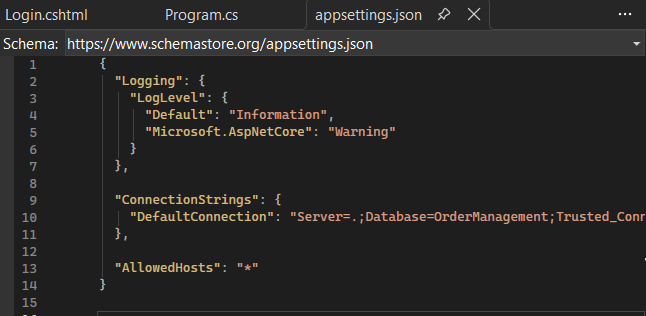 Login.cshtml Program.cs appsettings.json
Schema: https://www.schemastore.org/appsettings.json
1 {
2 "Logging": {
3 "LogLevel": {
4 "Default": "Information",
5 "Microsoft.AspNetCore": "Warning"
6 }
7 },
8
9 "ConnectionStrings": {
10 "DefaultConnection": "Server=.;Database=OrderManagement;Trusted_Conn
11 },
12
13 "AllowedHosts": "*"
14 }
15